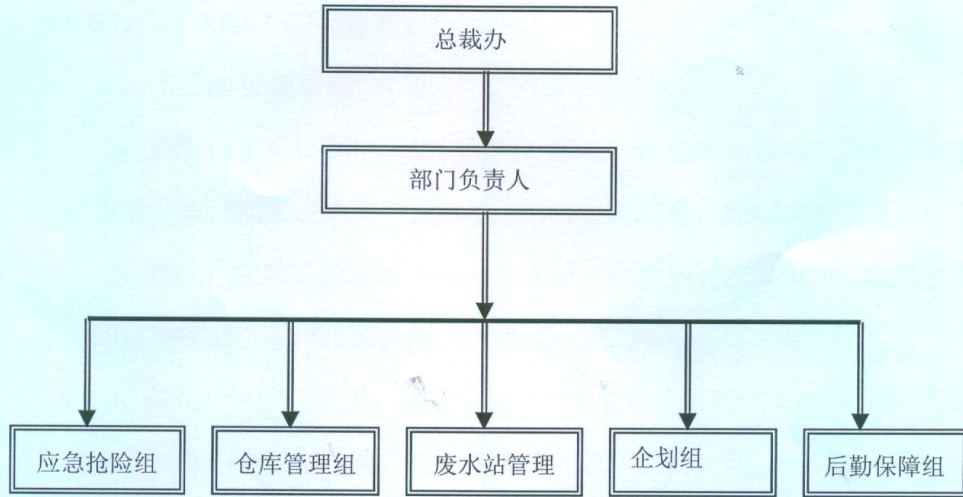 总裁办
部门负责人
应急抢险组
仓库管理组
废水站管理
企划组
后勤保障组